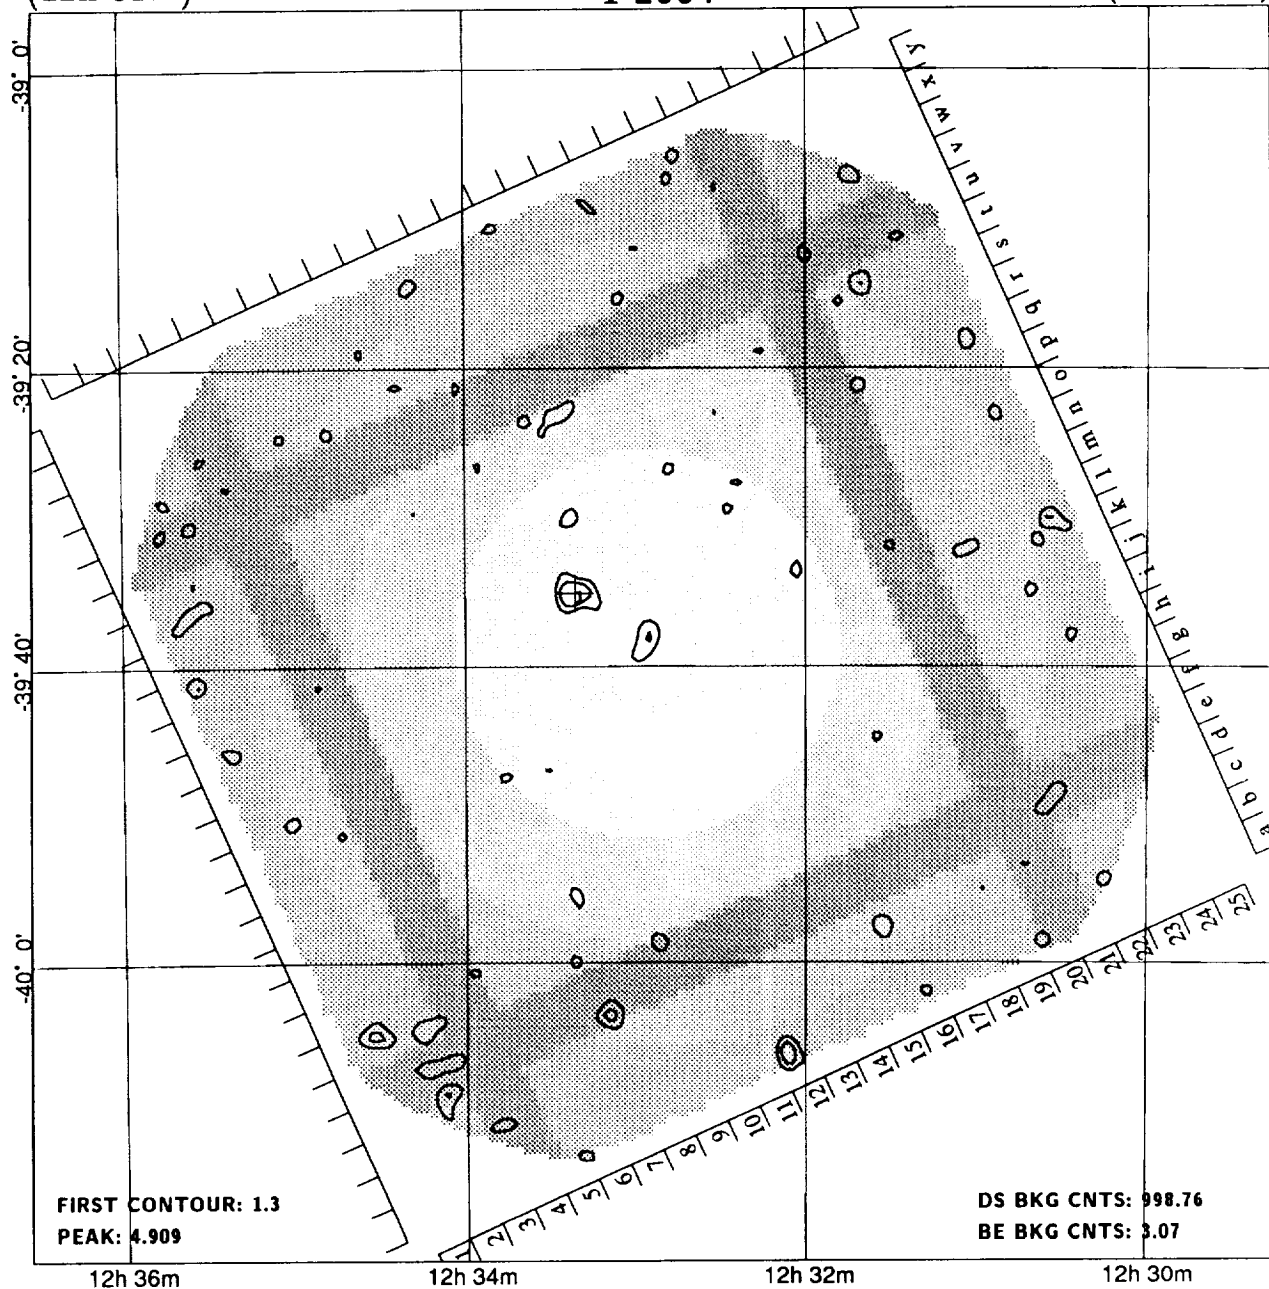 -39° 0'
-39° 20'
-39° 40'
-40° 0'
y x w v u t s r q p o n m l k j i h g f e d c b a
1 2 3 4 5 6 7 8 9 10 11 12 13 14 15 16 17 18 19 20 21 22 23 24 25
FIRST CONTOUR: 1.3
PEAK: 4.909
DS BKG CNTS: 998.76
BE BKG CNTS: 3.07
12h 36m 12h 34m 12h 32m 12h 30m